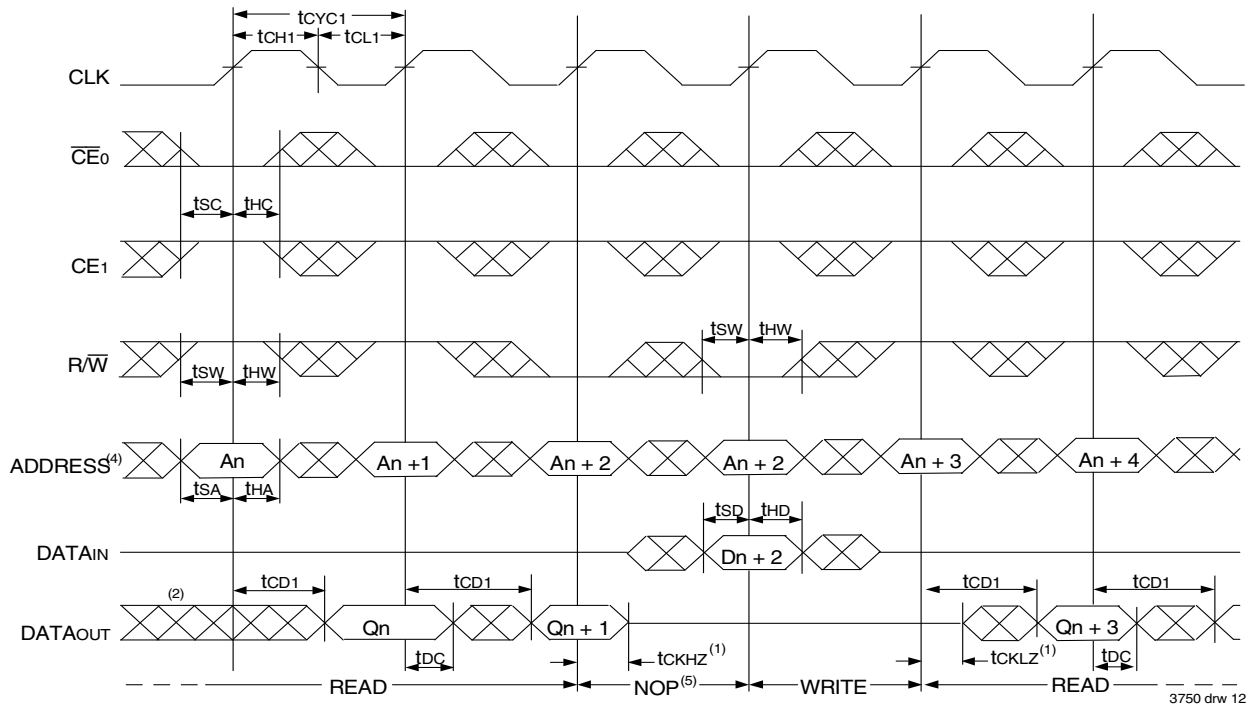 tCYC1
tCH1 tCL1
CLK
CE0
tSC tHC
CE1
tSW tHW
R/W
tSW tHW
ADDRESS(4) An An +1 An + 2 An + 2 An + 3 An + 4
tSA tHA
tSD tHD
DATAIN Dn + 2
(2) tCD1 tCD1 tCD1 tCD1
DATAOUT Qn Qn + 1 Qn + 3
tDC tCKHZ(1) tCKLZ(1) tDC
READ NOP(5) WRITE READ
3750 drw 12